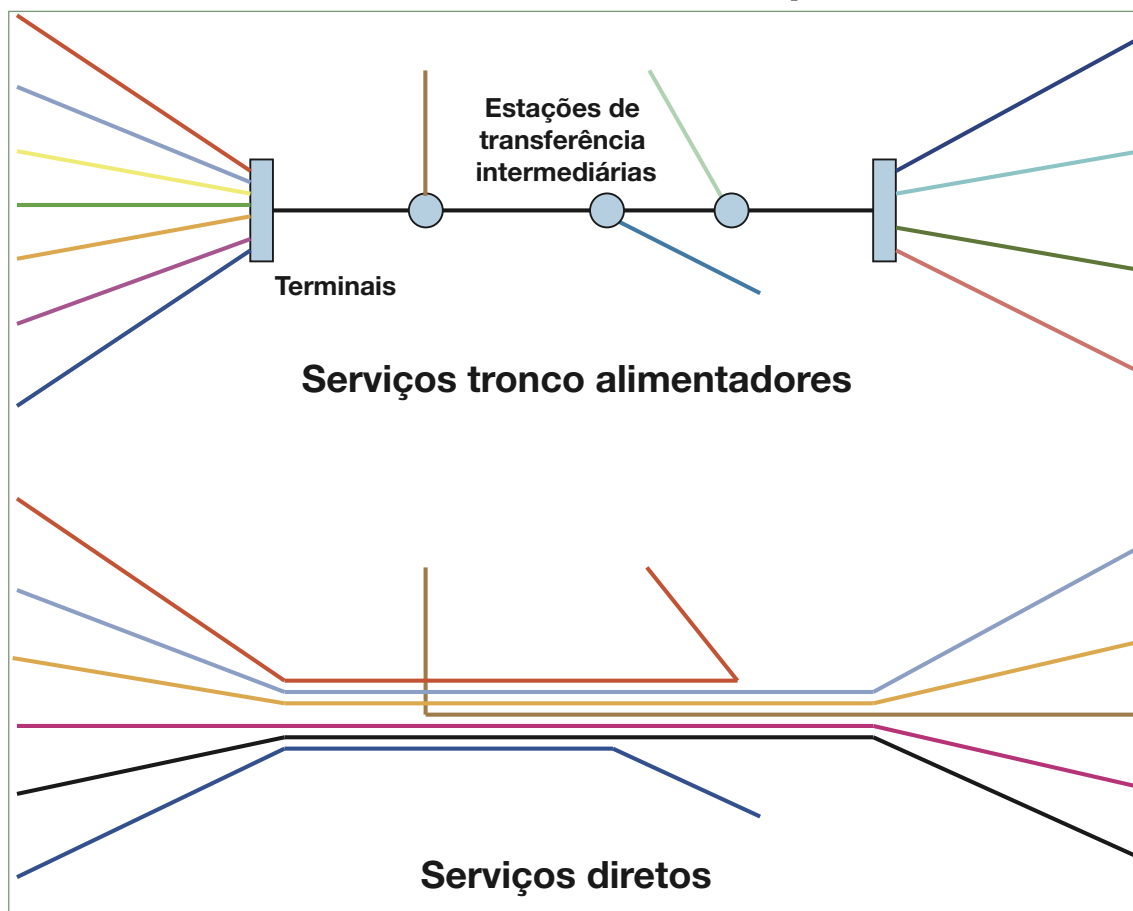 Estações de
transferência
intermediárias
Terminais
Serviços tronco alimentadores
Serviços diretos